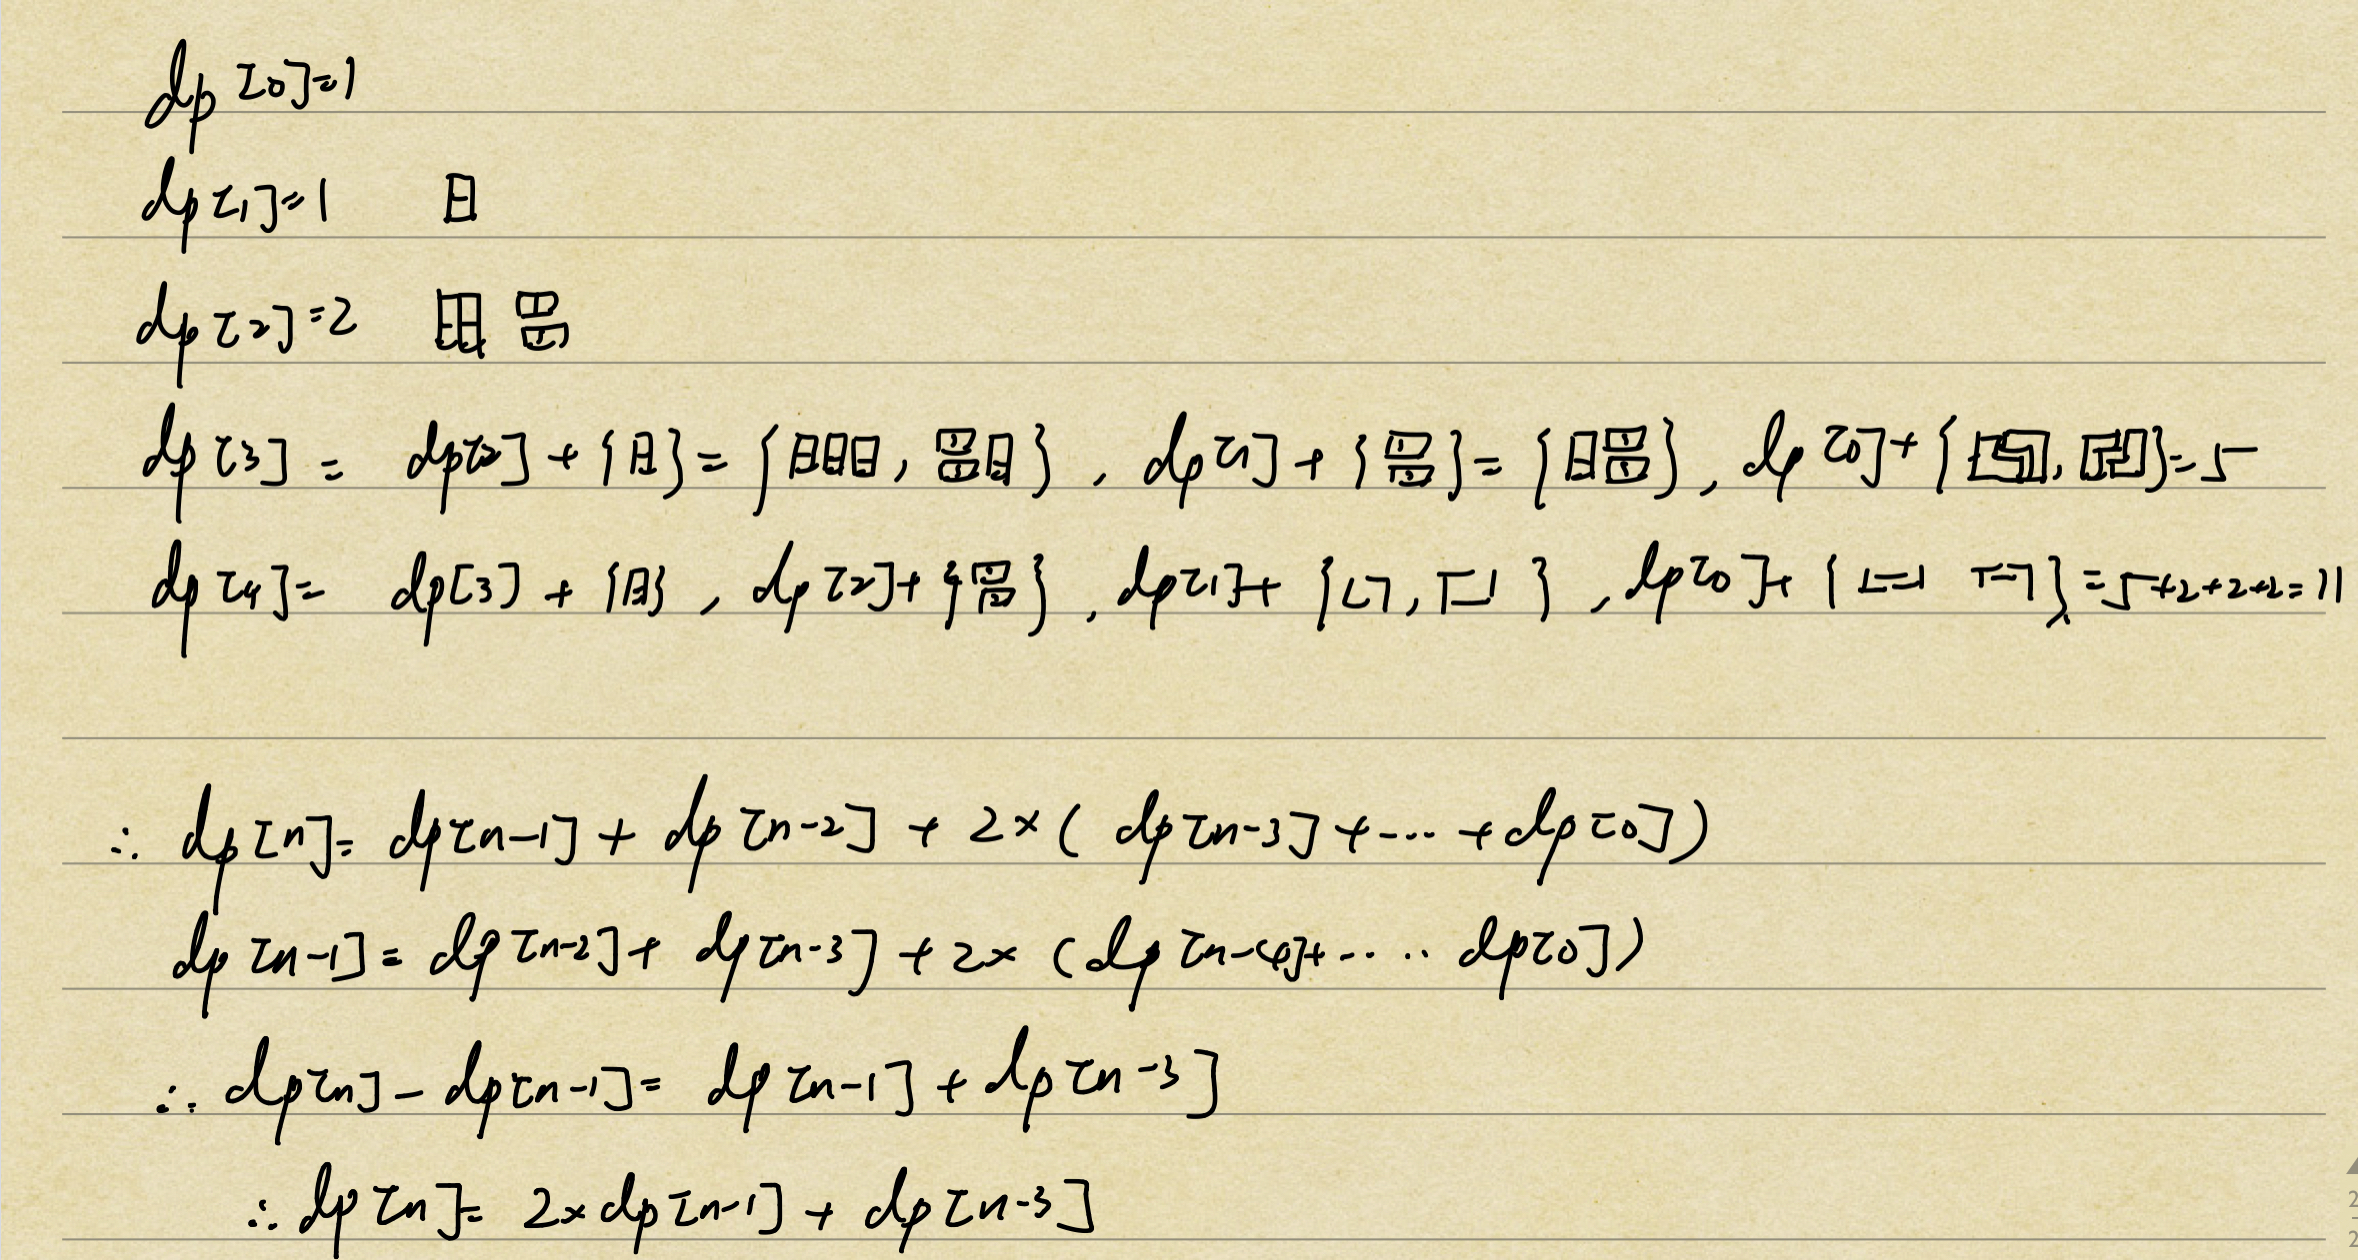 dp[0]=1
dp[1]=1
dp[2]=2
dp[3] = dp[2] + { } = { , } , dp[1] + { } = { } , dp[0] + { , } = 5
dp[4] = dp[3] + { } , dp[2] + { } , dp[1] + { , } , dp[0] + { } = 5+2+2+2=11
∴ dp[n] = dp[n-1] + dp[n-2] + 2×( dp[n-3] + ... + dp[0])
dp[n-1] = dp[n-2] + dp[n-3] + 2× (dp[n-4]+ ..... dp[0])
∴ dp[n] - dp[n-1] = dp[n-1] + dp[n-3]
∴ dp[n] = 2×dp[n-1] + dp[n-3]
2
2